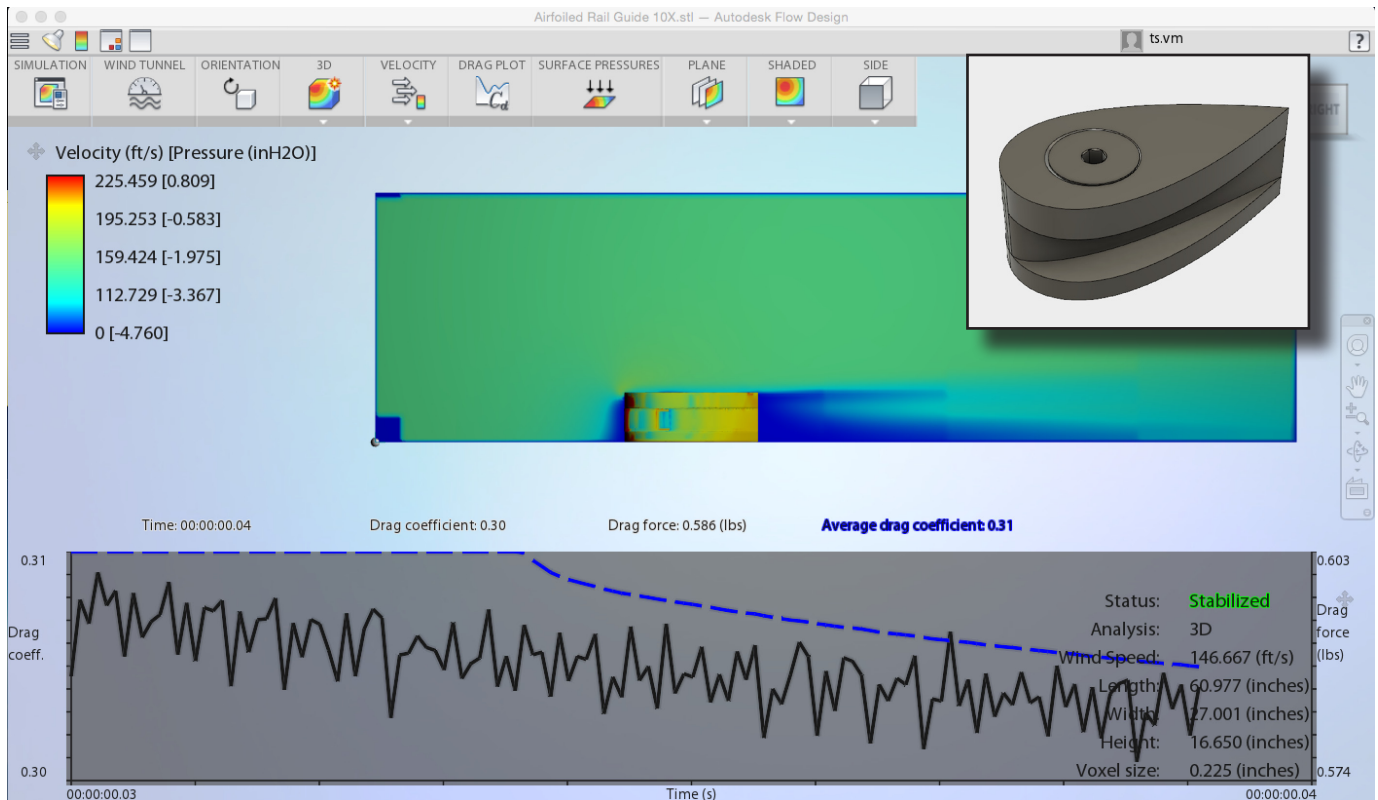 Airfoiled Rail Guide 10X.stl — Autodesk Flow Design
ts.vm
?
SIMULATION WIND TUNNEL ORIENTATION 3D VELOCITY DRAG PLOT SURFACE PRESSURES PLANE SHADED SIDE
Cd
Velocity (ft/s) [Pressure (inH2O)]
225.459 [0.809]
195.253 [-0.583]
159.424 [-1.975]
112.729 [-3.367]
0 [-4.760]
Time: 00:00:00.04 Drag coefficient: 0.30 Drag force: 0.586 (lbs) Average drag coefficient: 0.31
0.31
Drag
coeff.
0.30
0.603
Drag
force
(lbs)
0.574
Status: Stabilized
Analysis: 3D
Wind Speed: 146.667 (ft/s)
Length: 60.977 (inches)
Width: 27.001 (inches)
Height: 16.650 (inches)
Voxel size: 0.225 (inches)
00:00:00.03 Time (s) 00:00:00.04